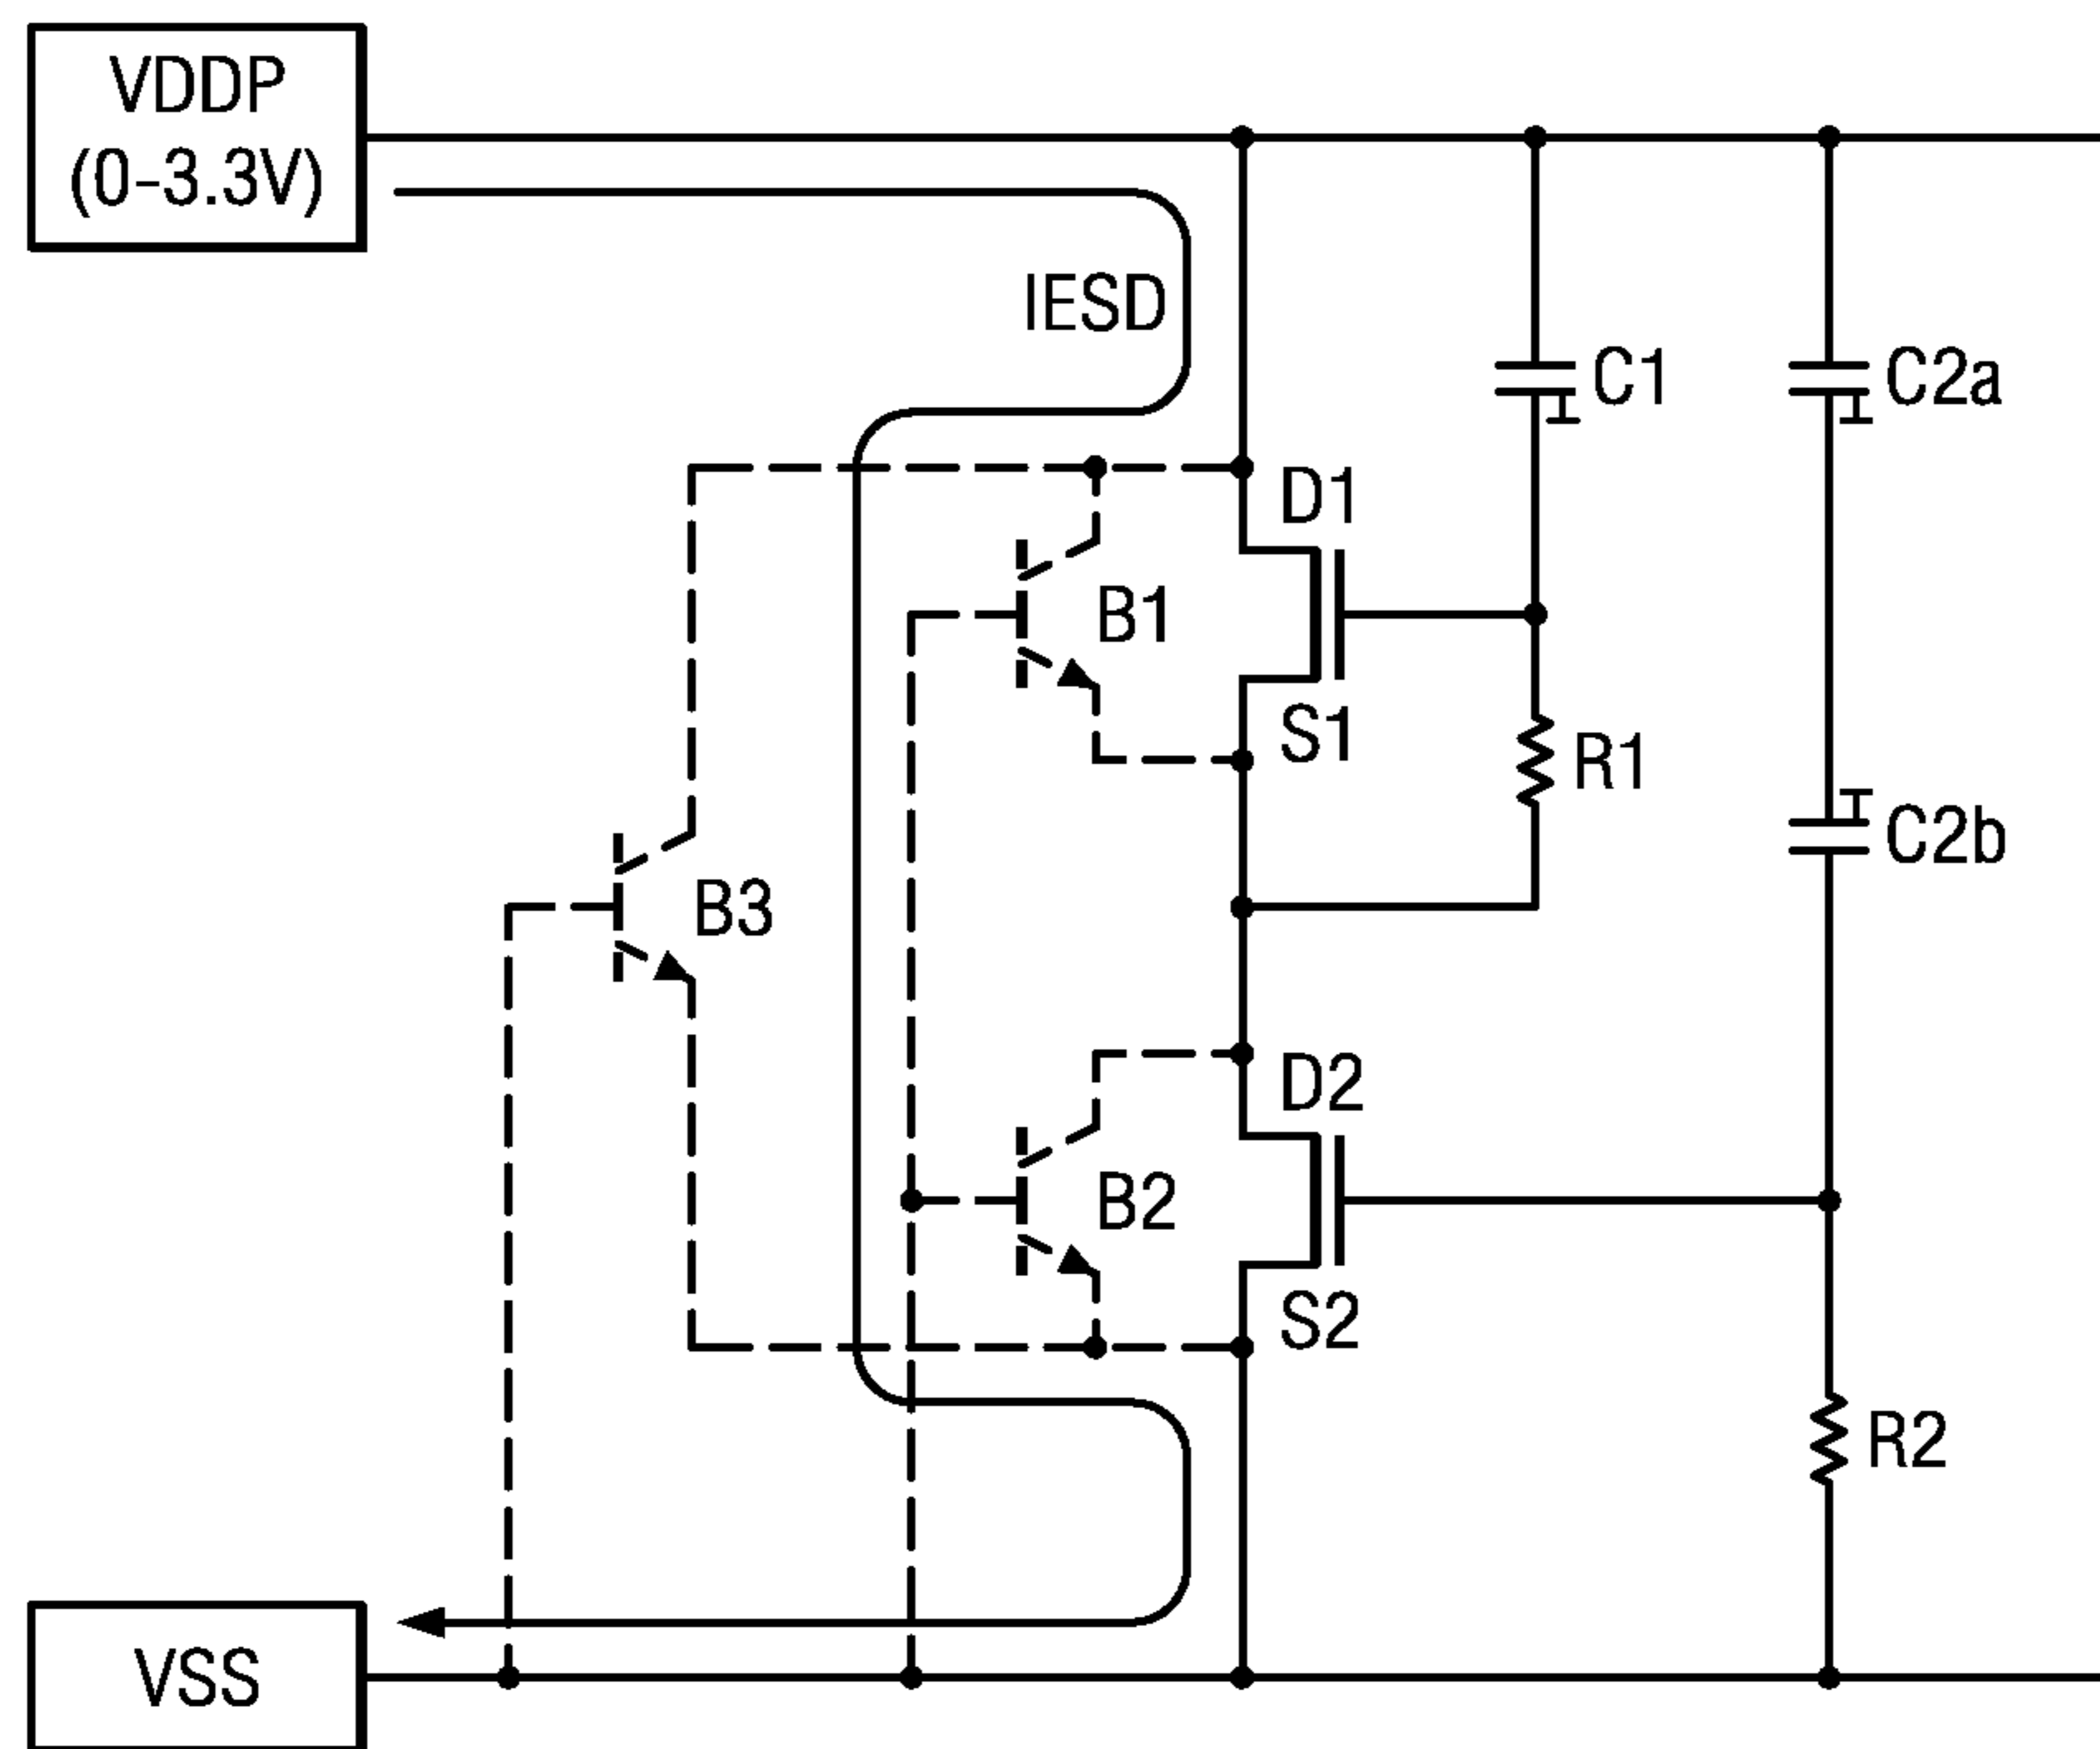 VDDP
(0-3.3V)
IESD
C1
C2a
D1
B1
S1
R1
C2b
B3
D2
B2
S2
R2
VSS